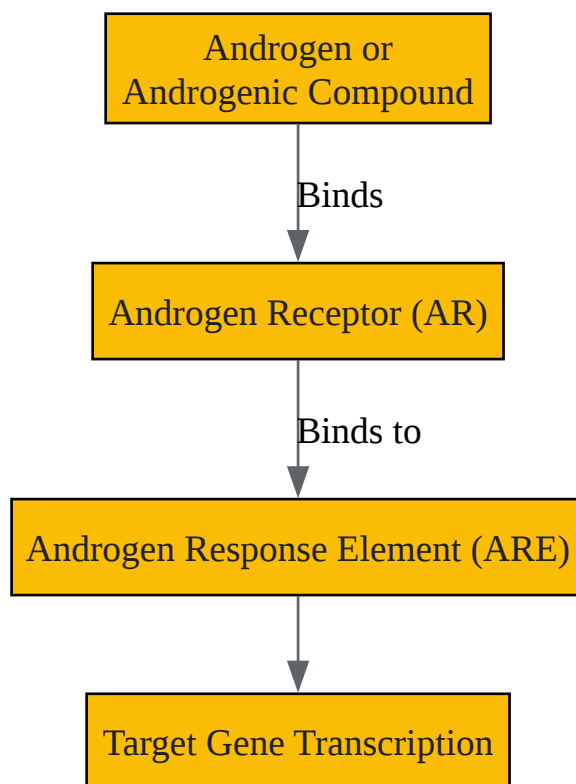 Androgen or
Androgenic Compound
Binds
Androgen Receptor (AR)
Binds to
Androgen Response Element (ARE)
Target Gene Transcription